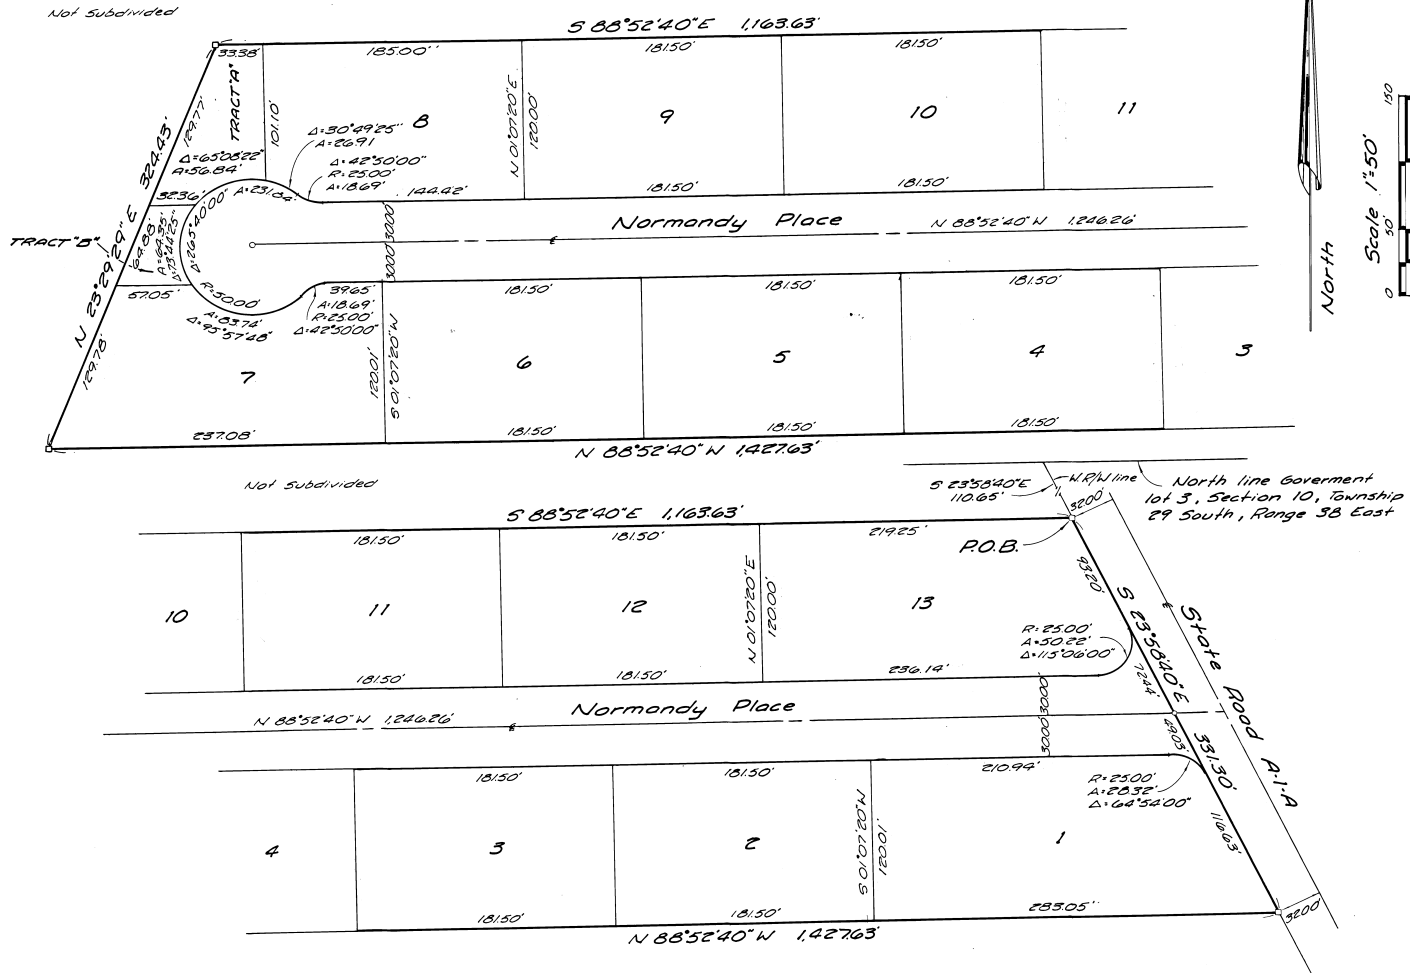 Not Subdivided
S 88°52'40"E 1,163.63'
33.38'
185.00'
181.50'
181.50'
129.77'
TRACT "A"
101.10'
N 01°07'20"E
120.00'
8
9
10
11
Δ=30°49'25"
A=26.91
Δ=65°08'22"
A=56.84'
Δ=42°50'00"
R=25.00'
A=18.69'
144.42'
181.50'
181.50'
N 23°29'29" E 324.43'
32.36'
A=231.84'
Δ=265°40'00"
TRACT "B"
64.88'
A=64.35'
Δ=73°44'25"
30.00'
30.00'
Normandy Place
N 88°52'40" W 1,246.26'
57.05'
R=50.00'
A=83.74'
Δ=95°57'48"
39.65'
A=18.69'
R=25.00'
Δ=42°50'00"
181.50'
181.50'
181.50'
129.78'
7
120.01'
S 01°07'20"W
6
5
4
3
237.08'
181.50'
181.50'
181.50'
N 88°52'40" W 1,427.63'
North
Scale 1"=50'
0
50
150
Not Subdivided
S 23°58'40"E
110.65'
W. R/W line
North line Goverment
lot 3, Section 10, Township
29 South, Range 38 East
S 88°52'40"E 1,163.63'
32.00'
P.O.B.
181.50'
181.50'
219.25'
93.20'
10
11
12
N 01°07'20"E
120.00'
13
R=25.00'
A=50.22'
Δ=115°06'00"
S 23°58'40" E 331.30'
State Road A-1-A
181.50'
181.50'
236.14'
72.44'
N 88°52'40" W 1,246.26'
Normandy Place
30.00'
30.00'
49.03'
181.50'
181.50'
210.94'
R=25.00'
A=28.32'
Δ=64°54'00"
116.63'
4
3
2
S 01°07'20"W
120.01'
1
181.50'
181.50'
283.05'
32.00'
N 88°52'40" W 1,427.63'